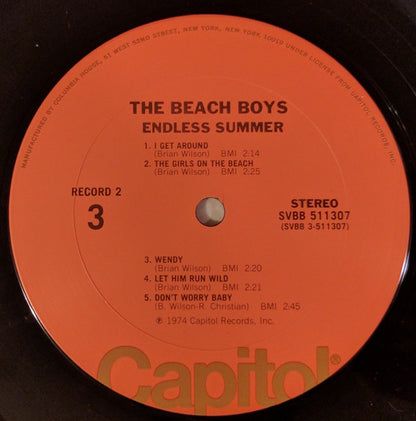 MANUFACTURED BY COLUMBIA HOUSE, 51 WEST 52ND STREET, NEW YORK, NEW YORK 10019 UNDER LICENSE FROM CAPITOL RECORDS, INC.
THE BEACH BOYS
ENDLESS SUMMER
1. I GET AROUND
(Brian Wilson) BMI 2:14
2. THE GIRLS ON THE BEACH
(Brian Wilson) BMI 2:25
RECORD 2
3
STEREO
SVBB 511307
(SVBB 3-511307)
3. WENDY
(Brian Wilson) BMI 2:20
4. LET HIM RUN WILD
(Brian Wilson) BMI 2:21
5. DON'T WORRY BABY
(B. Wilson-R. Christian) BMI 2:45
℗ 1974 Capitol Records, Inc.
Capitol®